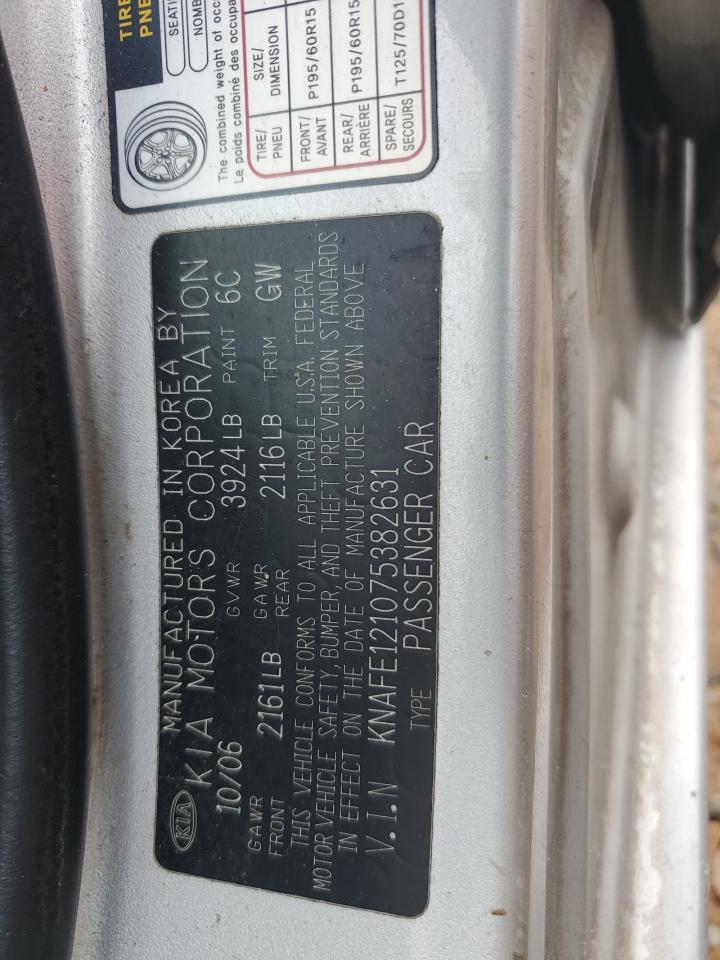 KIA
MANUFACTURED IN KOREA BY
KIA MOTORS CORPORATION
10/06 GVWR 3924LB PAINT 6C
GAWR FRONT 2161LB GAWR REAR 2116LB TRIM GW
THIS VEHICLE CONFORMS TO ALL APPLICABLE U.S.A. FEDERAL
MOTOR VEHICLE SAFETY, BUMPER, AND THEFT PREVENTION STANDARDS
IN EFFECT ON THE DATE OF MANUFACTURE SHOWN ABOVE
V.I.N KNAFE121075382631
TYPE PASSENGER CAR
TIRE
PNE
SEATI
NOMB
The combined weight of occ
Le poids combiné des occupa
TIRE/ PNEU SIZE/ DIMENSION
FRONT/ AVANT P195/60R15
REAR/ ARRIÈRE P195/60R15
SPARE/ SECOURS T125/70D1